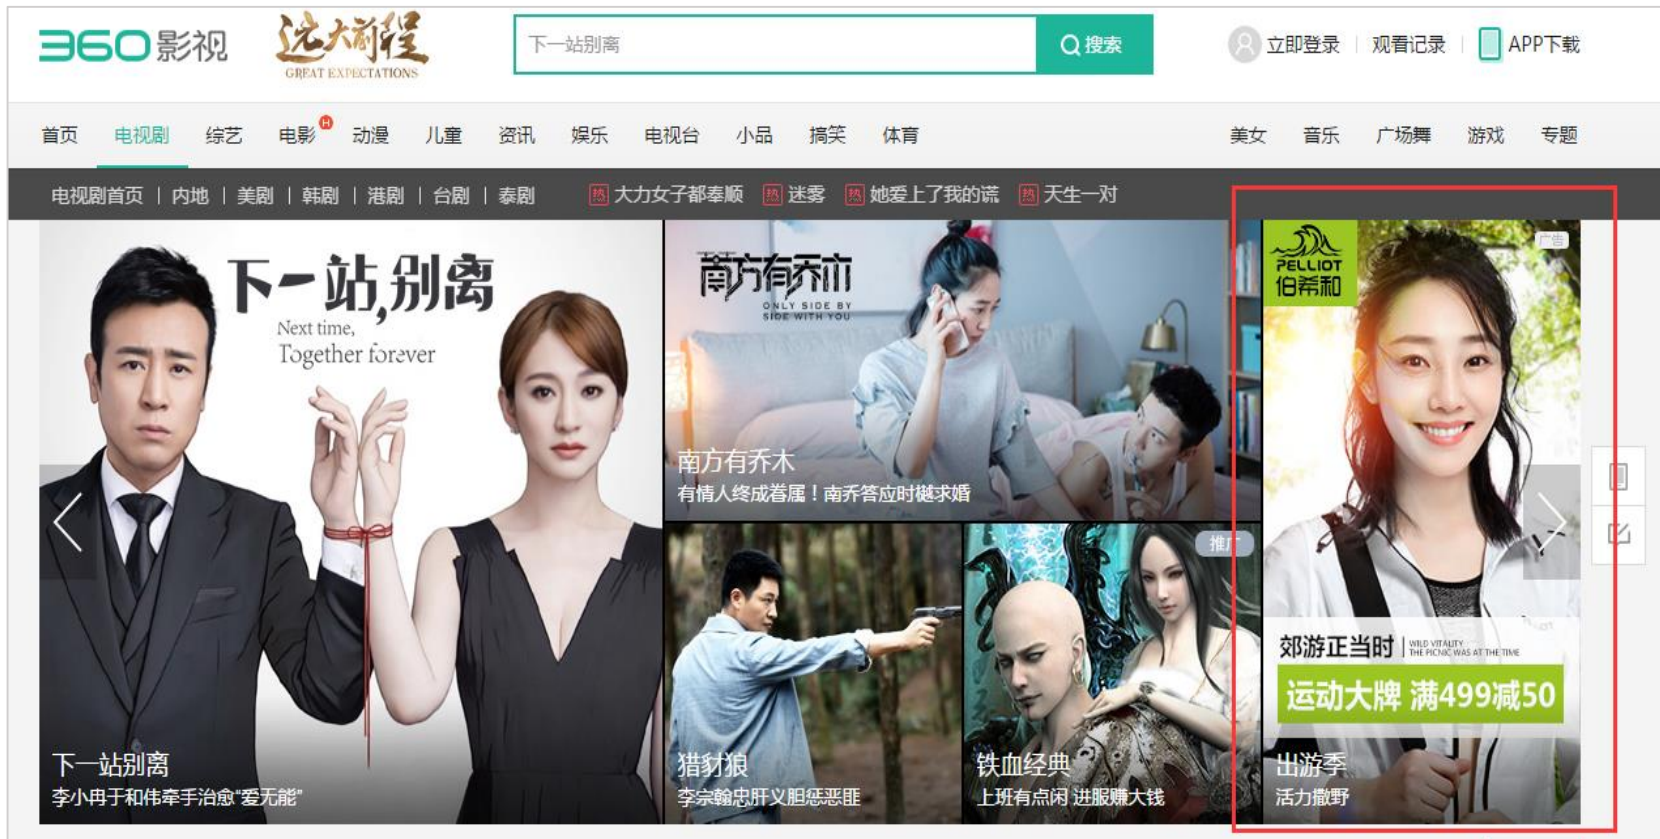 360影视
远大前程
GREAT EXPECTATIONS
下一站别离
搜索
立即登录 | 观看记录 | APP下载
首页 电视剧 综艺 电影 H 动漫 儿童 资讯 娱乐 电视台 小品 搞笑 体育 美女 音乐 广场舞 游戏 专题
电视剧首页 | 内地 | 美剧 | 韩剧 | 港剧 | 台剧 | 泰剧 热 大力女子都奉顺 热 迷雾 热 她爱上了我的谎 热 天生一对
下一站,别离
Next time,
Together forever
下一站别离
李小冉于和伟牵手治愈“爱无能”
南方有乔木
ONLY SIDE BY
SIDE WITH YOU
南方有乔木
有情人终成眷属！南乔答应时樾求婚
猎豺狼
李宗翰忠肝义胆惩恶匪
推广
铁血经典
上班有点闲 进服赚大钱
PELLIOT
伯希和
广告
郊游正当时
WILD VITALITY
THE PICNIC WAS AT THE TIME
运动大牌 满499减50
出游季
活力撒野